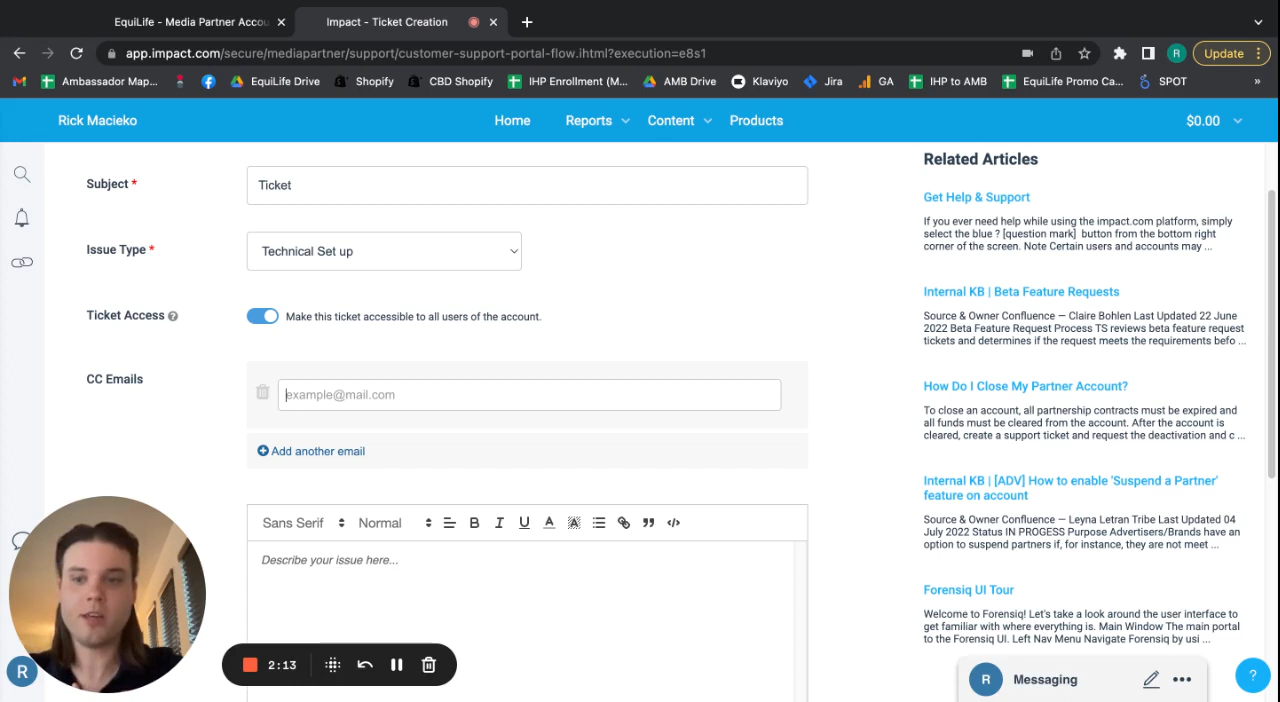 EquiLife - Media Partner Accou
Impact - Ticket Creation
app.impact.com/secure/mediapartner/support/customer-support-portal-flow.ihtml?execution=e8s1
R
Update
Ambassador Map...
EquiLife Drive
Shopify
CBD Shopify
IHP Enrollment (M...
AMB Drive
Klaviyo
Jira
GA
IHP to AMB
EquiLife Promo Ca...
SPOT
»
Rick Macieko
Home
Reports
Content
Products
$0.00
Subject *
Ticket
Issue Type *
Technical Set up
Ticket Access ?
Make this ticket accessible to all users of the account.
CC Emails
example@mail.com
Add another email
Sans Serif
Normal
B I U A A
Describe your issue here...
Related Articles
Get Help & Support
If you ever need help while using the impact.com platform, simply
select the blue ? [question mark] button from the bottom right
corner of the screen. Note Certain users and accounts may ...
Internal KB | Beta Feature Requests
Source & Owner Confluence — Claire Bohlen Last Updated 22 June
2022 Beta Feature Request Process TS reviews beta feature request
tickets and determines if the request meets the requirements befo ...
How Do I Close My Partner Account?
To close an account, all partnership contracts must be expired and
all funds must be cleared from the account. After the account is
cleared, create a support ticket and request the deactivation and c ...
Internal KB | [ADV] How to enable 'Suspend a Partner'
feature on account
Source & Owner Confluence — Leyna Letran Tribe Last Updated 04
July 2022 Status IN PROGESS Purpose Advertisers/Brands have an
option to suspend partners if, for instance, they are not meet ...
Forensiq UI Tour
Welcome to Forensiq! Let's take a look around the user interface to
get familiar with where everything is. Main Window The main portal
to the Forensiq UI. Left Nav Menu Navigate Forensiq by usi ...
R
2:13
R
Messaging
?